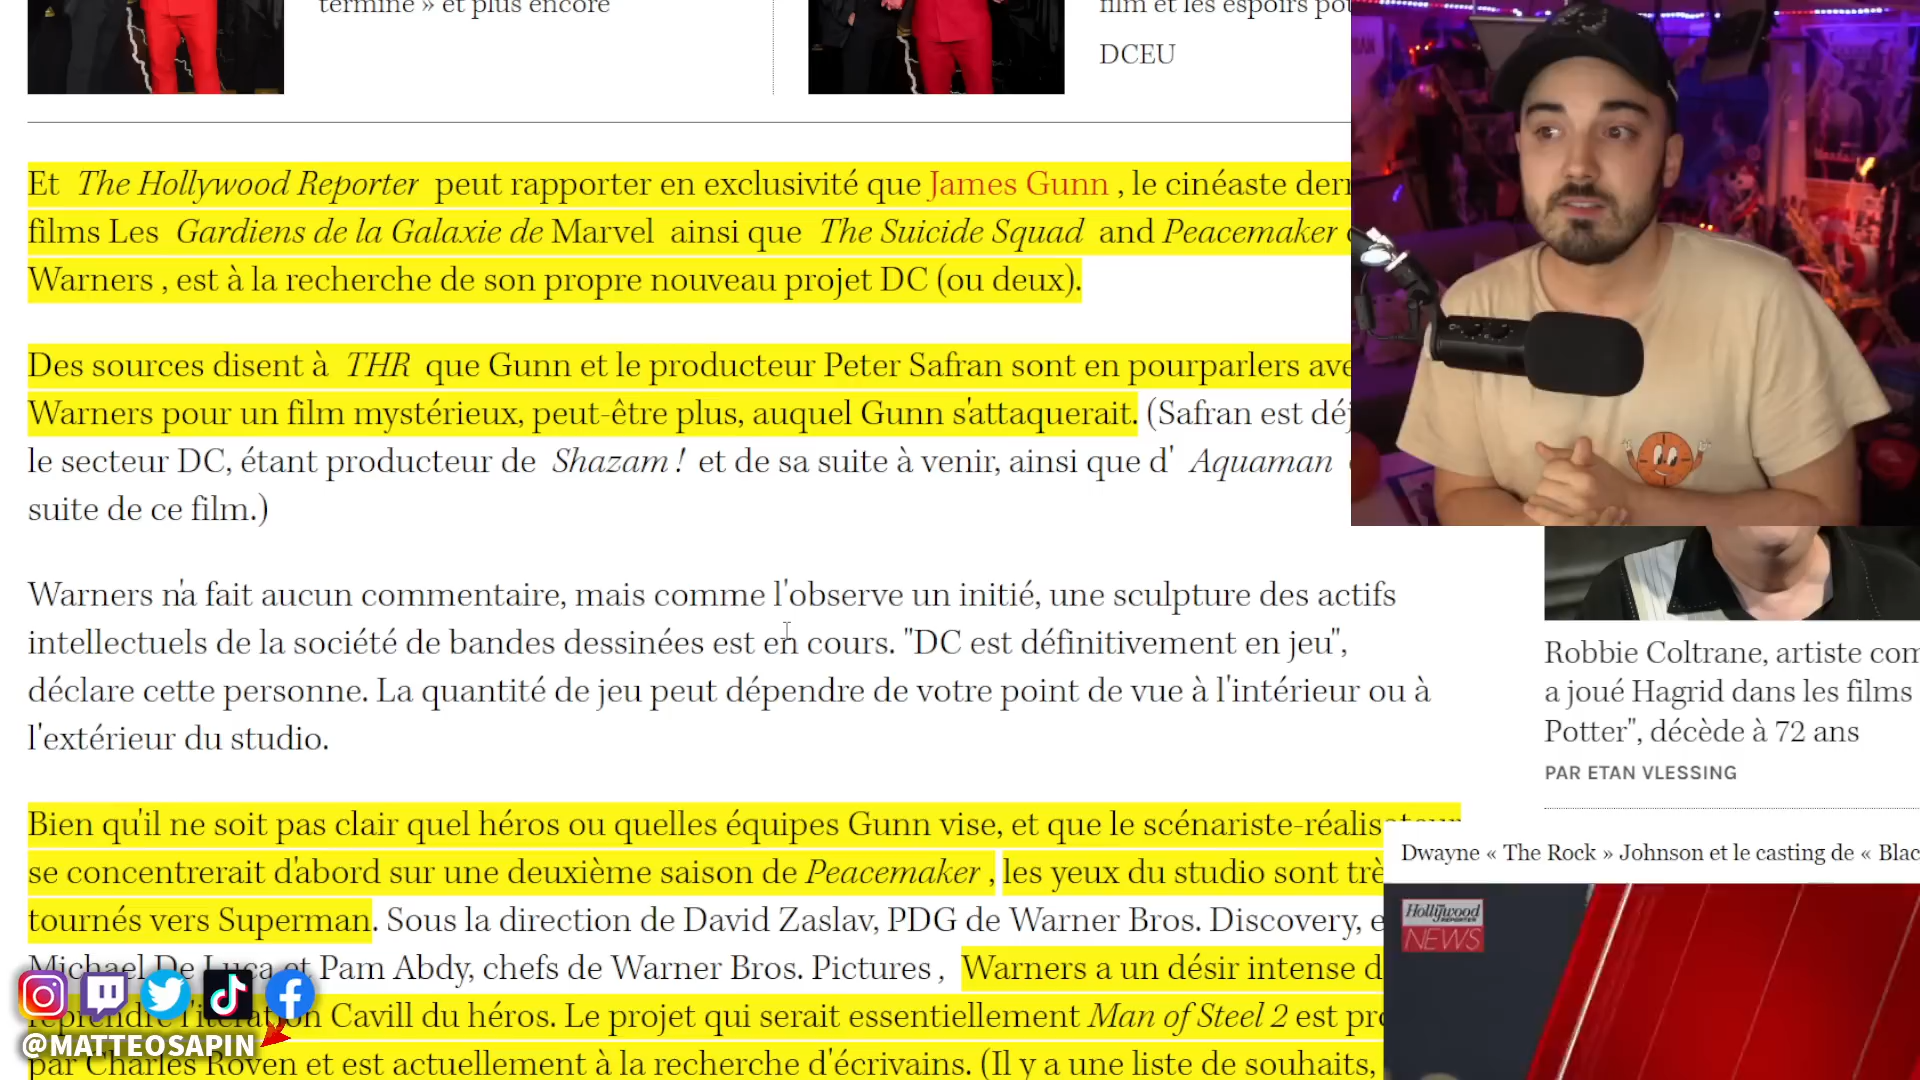 terminé » et plus encore
film et les espoirs
DCEU
Et The Hollywood Reporter peut rapporter en exclusivité que James Gunn , le cinéaste
films Les Gardiens de la Galaxie de Marvel ainsi que The Suicide Squad and Peacemaker
Warners , est à la recherche de son propre nouveau projet DC (ou deux).
Des sources disent à THR que Gunn et le producteur Peter Safran sont en pourparlers
Warners pour un film mystérieux, peut-être plus, auquel Gunn s'attaquerait. (Safran est
le secteur DC, étant producteur de Shazam ! et de sa suite à venir, ainsi que d' Aquaman
suite de ce film.)
Warners n'a fait aucun commentaire, mais comme l'observe un initié, une sculpture des actifs
intellectuels de la société de bandes dessinées est en cours. "DC est définitivement en jeu",
déclare cette personne. La quantité de jeu peut dépendre de votre point de vue à l'intérieur ou à
l'extérieur du studio.
Bien qu'il ne soit pas clair quel héros ou quelles équipes Gunn vise, et que le scénariste-réalisateur
se concentrerait d'abord sur une deuxième saison de Peacemaker , les yeux du studio sont
tournés vers Superman. Sous la direction de David Zaslav, PDG de Warner Bros. Discovery,
Michael De Luca et Pam Abdy, chefs de Warner Bros. Pictures , Warners a un désir intense
reprendre l'itération Cavill du héros. Le projet qui serait essentiellement Man of Steel 2 est
par Charles Roven et est actuellement à la recherche d'écrivains. (Il y a une liste de souhaits,
@MATTEOSAPIN
Robbie Coltrane, artiste
a joué Hagrid dans les films
Potter", décède à 72 ans
PAR ETAN VLESSING
Dwayne « The Rock » Johnson et le casting de «
The Hollywood
REPORTER
NEWS